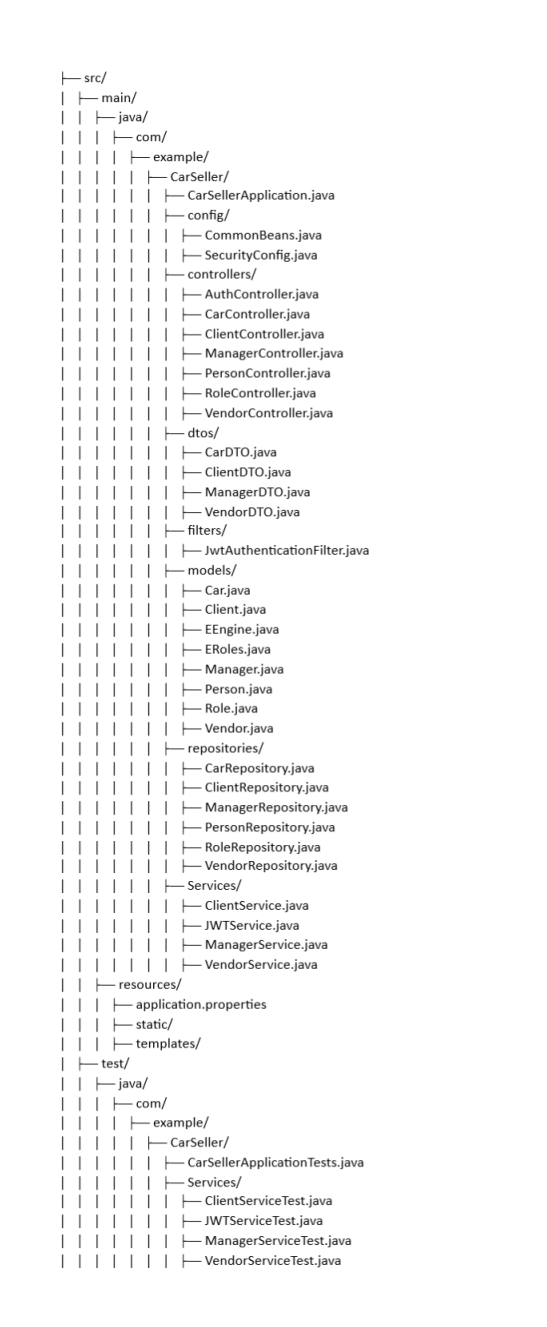 ├── src/
│ ├── main/
│ │ ├── java/
│ │ │ ├── com/
│ │ │ │ ├── example/
│ │ │ │ │ ├── CarSeller/
│ │ │ │ │ │ ├── CarSellerApplication.java
│ │ │ │ │ │ ├── config/
│ │ │ │ │ │ │ ├── CommonBeans.java
│ │ │ │ │ │ │ ├── SecurityConfig.java
│ │ │ │ │ │ ├── controllers/
│ │ │ │ │ │ │ ├── AuthController.java
│ │ │ │ │ │ │ ├── CarController.java
│ │ │ │ │ │ │ ├── ClientController.java
│ │ │ │ │ │ │ ├── ManagerController.java
│ │ │ │ │ │ │ ├── PersonController.java
│ │ │ │ │ │ │ ├── RoleController.java
│ │ │ │ │ │ │ ├── VendorController.java
│ │ │ │ │ │ ├── dtos/
│ │ │ │ │ │ │ ├── CarDTO.java
│ │ │ │ │ │ │ ├── ClientDTO.java
│ │ │ │ │ │ │ ├── ManagerDTO.java
│ │ │ │ │ │ │ ├── VendorDTO.java
│ │ │ │ │ │ ├── filters/
│ │ │ │ │ │ │ ├── JwtAuthenticationFilter.java
│ │ │ │ │ │ ├── models/
│ │ │ │ │ │ │ ├── Car.java
│ │ │ │ │ │ │ ├── Client.java
│ │ │ │ │ │ │ ├── EEngine.java
│ │ │ │ │ │ │ ├── ERoles.java
│ │ │ │ │ │ │ ├── Manager.java
│ │ │ │ │ │ │ ├── Person.java
│ │ │ │ │ │ │ ├── Role.java
│ │ │ │ │ │ │ ├── Vendor.java
│ │ │ │ │ │ ├── repositories/
│ │ │ │ │ │ │ ├── CarRepository.java
│ │ │ │ │ │ │ ├── ClientRepository.java
│ │ │ │ │ │ │ ├── ManagerRepository.java
│ │ │ │ │ │ │ ├── PersonRepository.java
│ │ │ │ │ │ │ ├── RoleRepository.java
│ │ │ │ │ │ │ ├── VendorRepository.java
│ │ │ │ │ │ ├── Services/
│ │ │ │ │ │ │ ├── ClientService.java
│ │ │ │ │ │ │ ├── JWTService.java
│ │ │ │ │ │ │ ├── ManagerService.java
│ │ │ │ │ │ │ ├── VendorService.java
│ │ ├── resources/
│ │ │ ├── application.properties
│ │ │ ├── static/
│ │ │ ├── templates/
│ ├── test/
│ │ ├── java/
│ │ │ ├── com/
│ │ │ │ ├── example/
│ │ │ │ │ ├── CarSeller/
│ │ │ │ │ │ ├── CarSellerApplicationTests.java
│ │ │ │ │ │ ├── Services/
│ │ │ │ │ │ │ ├── ClientServiceTest.java
│ │ │ │ │ │ │ ├── JWTServiceTest.java
│ │ │ │ │ │ │ ├── ManagerServiceTest.java
│ │ │ │ │ │ │ ├── VendorServiceTest.java